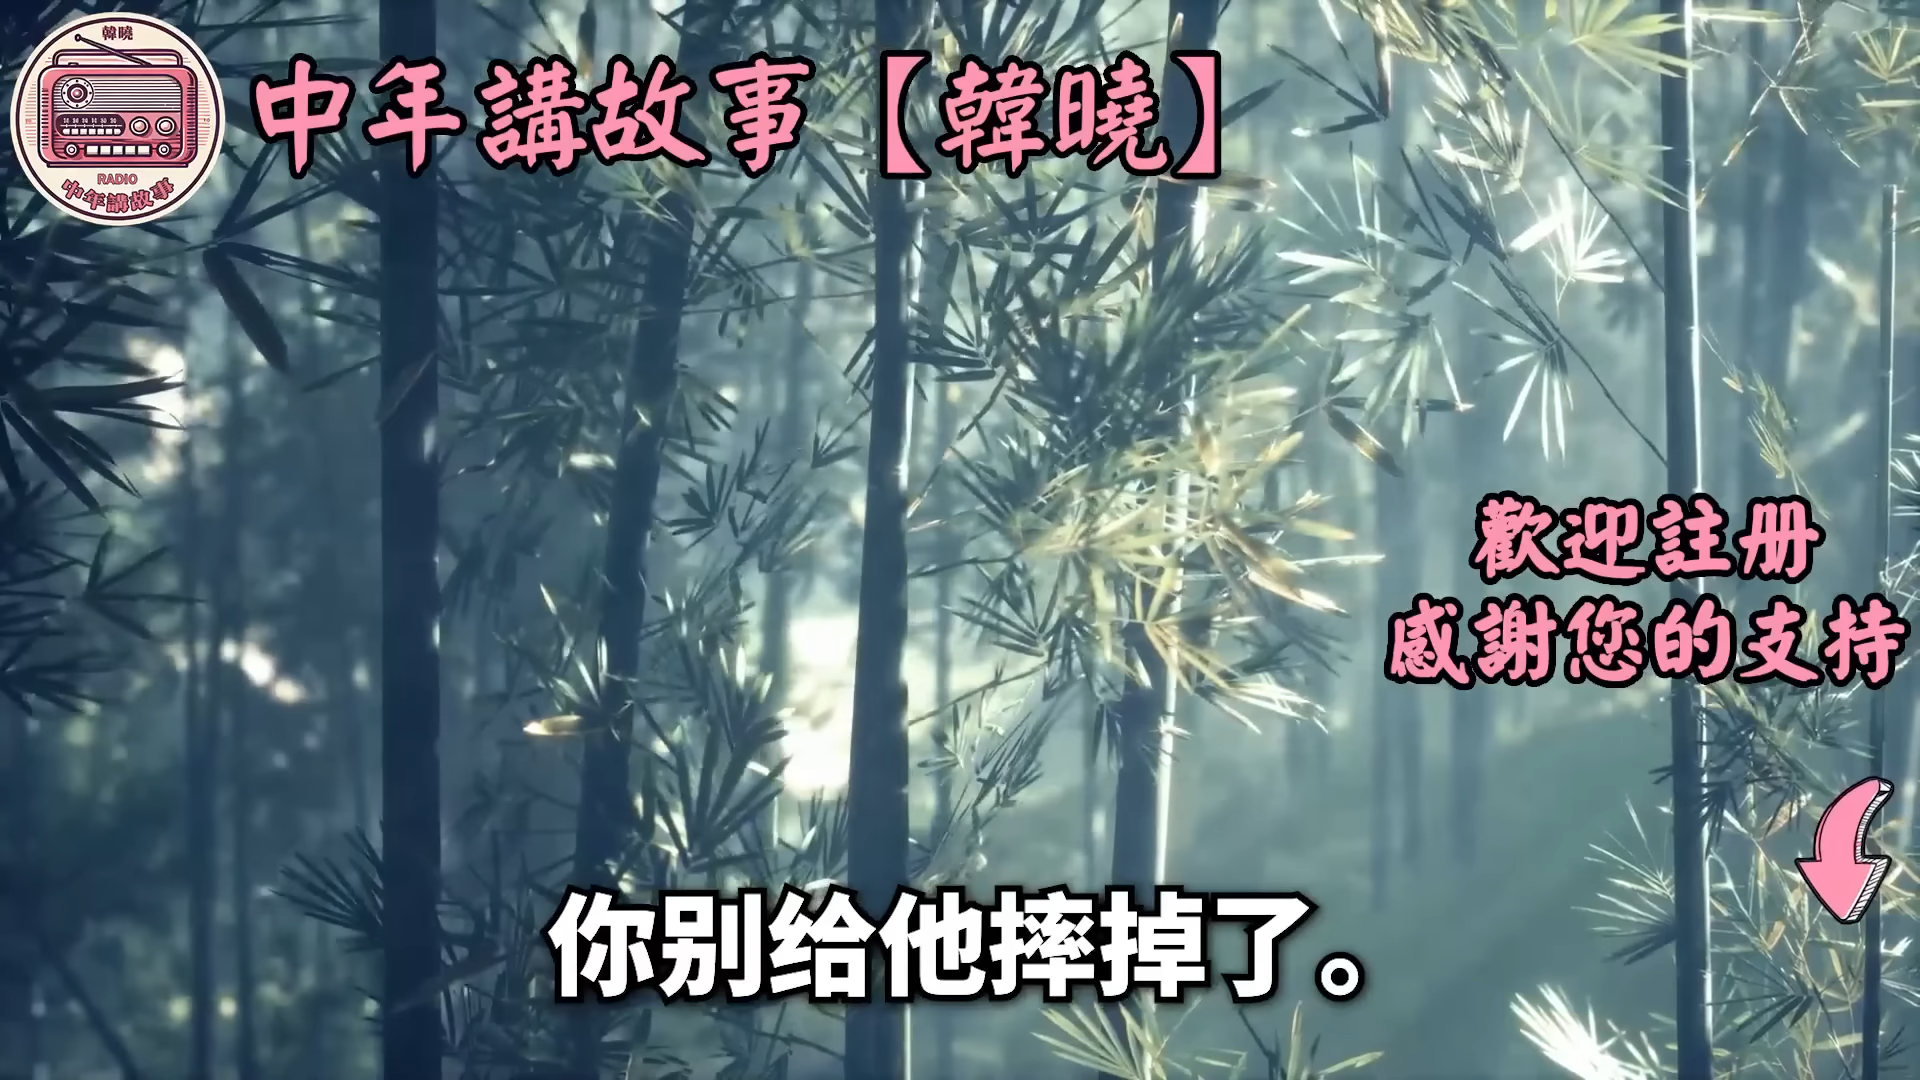 韓曉
中年講故事【韓曉】
RADIO
中年講故事
歡迎註册
感謝您的支持
你别给他摔掉了。